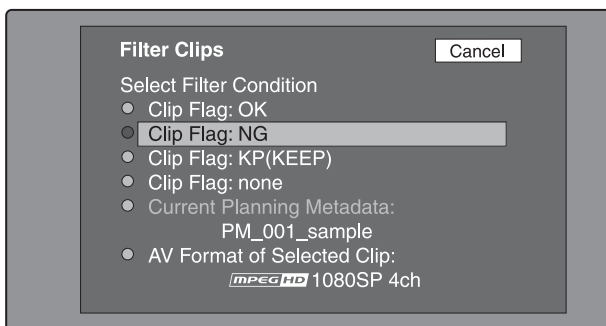 Filter Clips
Cancel
Select Filter Condition
Clip Flag: OK
Clip Flag: NG
Clip Flag: KP(KEEP)
Clip Flag: none
Current Planning Metadata:
PM_001_sample
AV Format of Selected Clip:
MPEG HD 1080SP 4ch